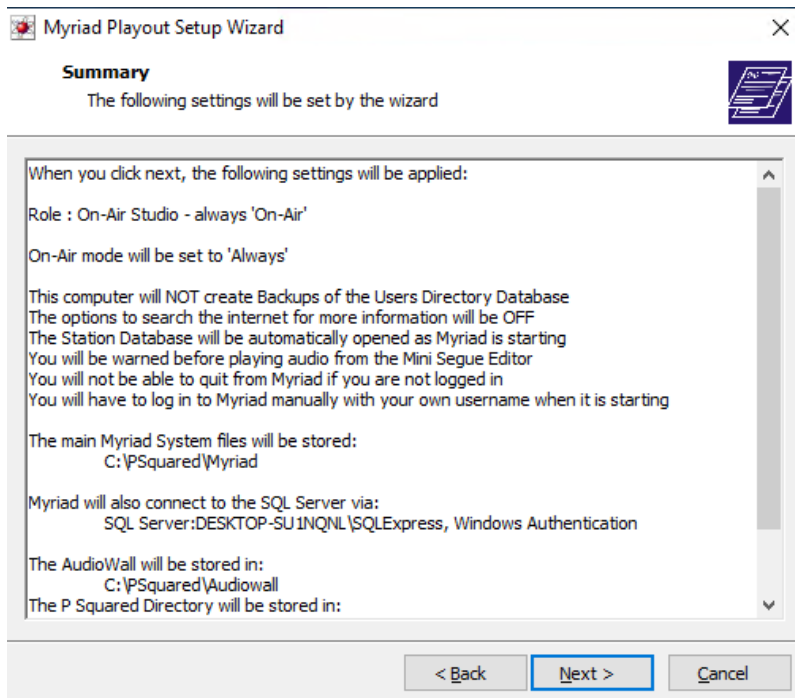 Myriad Playout Setup Wizard
Summary
The following settings will be set by the wizard
When you click next, the following settings will be applied:
Role : On-Air Studio - always 'On-Air'
On-Air mode will be set to 'Always'
This computer will NOT create Backups of the Users Directory Database
The options to search the internet for more information will be OFF
The Station Database will be automatically opened as Myriad is starting
You will be warned before playing audio from the Mini Segue Editor
You will not be able to quit from Myriad if you are not logged in
You will have to log in to Myriad manually with your own username when it is starting
The main Myriad System files will be stored:
C:\PSquared\Myriad
Myriad will also connect to the SQL Server via:
SQL Server:DESKTOP-SU1NQNL\SQLExpress, Windows Authentication
The AudioWall will be stored in:
C:\PSquared\Audiowall
The P Squared Directory will be stored in:
< Back
Next >
Cancel